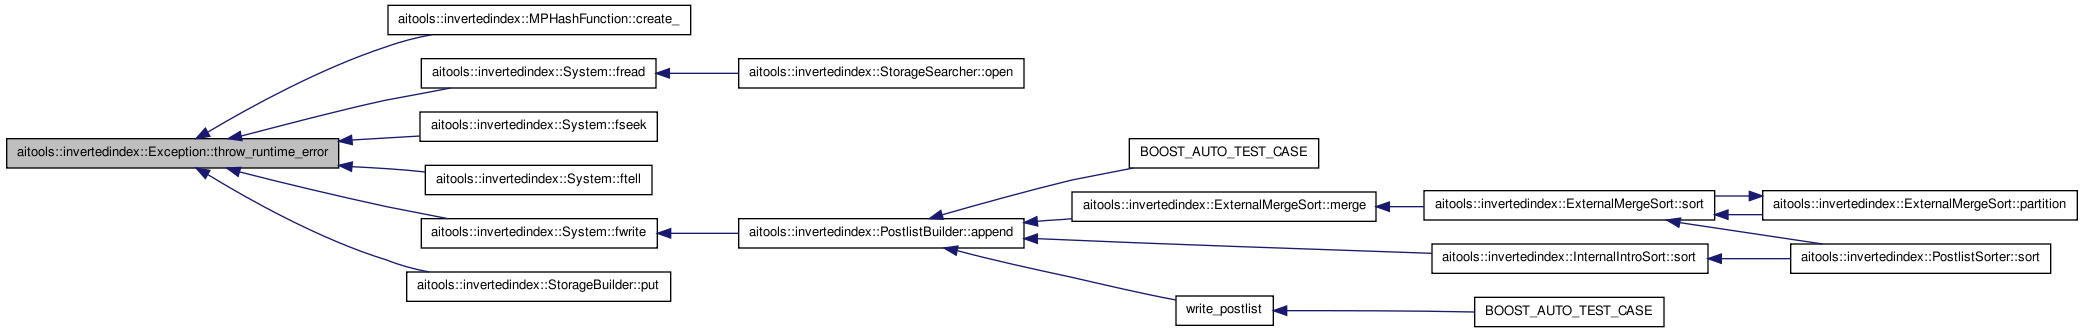 aitools::invertedindex::MPHashFunction::create_
aitools::invertedindex::System::fread
aitools::invertedindex::StorageSearcher::open
aitools::invertedindex::System::fseek
aitools::invertedindex::Exception::throw_runtime_error
BOOST_AUTO_TEST_CASE
aitools::invertedindex::System::ftell
aitools::invertedindex::ExternalMergeSort::merge
aitools::invertedindex::ExternalMergeSort::sort
aitools::invertedindex::ExternalMergeSort::partition
aitools::invertedindex::System::fwrite
aitools::invertedindex::PostlistBuilder::append
aitools::invertedindex::InternalIntroSort::sort
aitools::invertedindex::PostlistSorter::sort
aitools::invertedindex::StorageBuilder::put
write_postlist
BOOST_AUTO_TEST_CASE